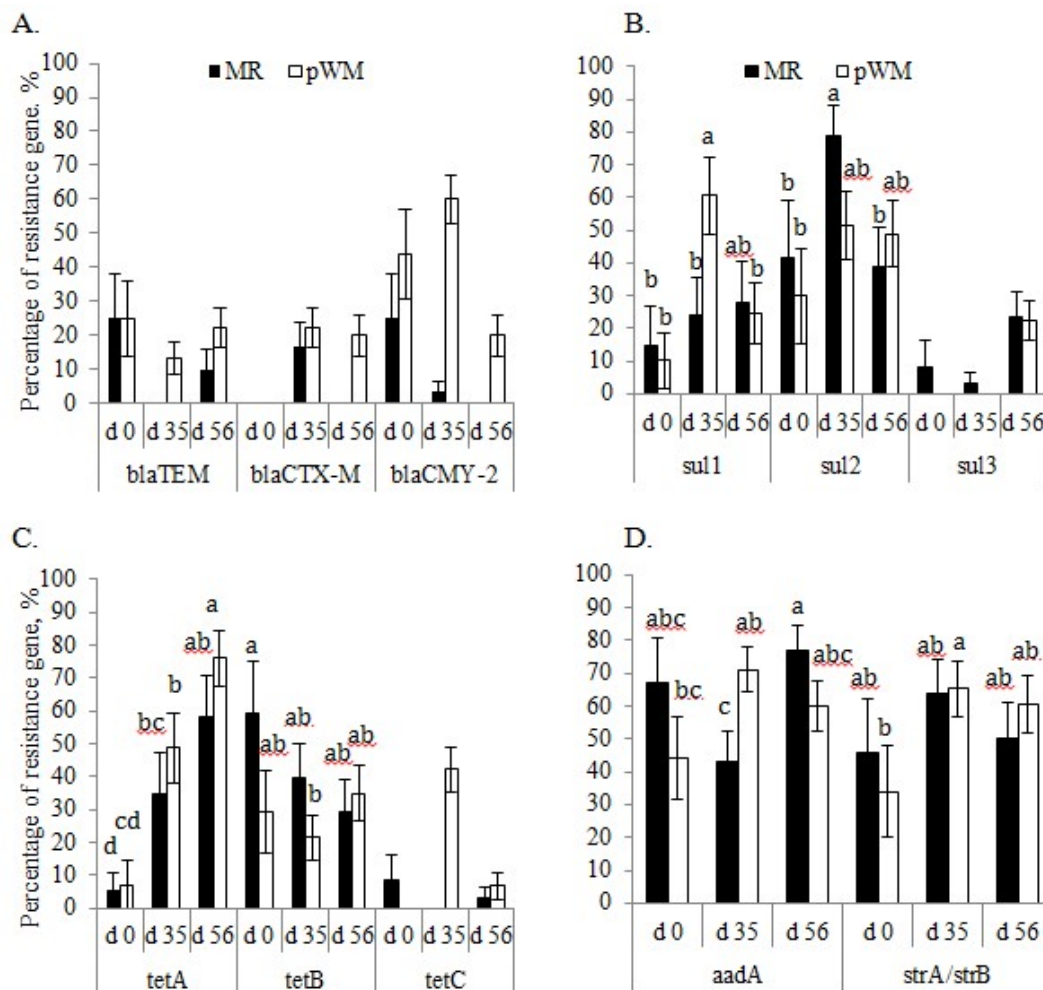 A.
Percentage of resistance gene. %
100
90
80
70
60
50
40
30
20
10
0
MR pWM
d 0 d 35 d 56 d 0 d 35 d 56 d 0 d 35 d 56
blaTEM blaCTX-M blaCMY-2
B.
100
90
80
70
60
50
40
30
20
10
0
MR pWM
b b b a ab b b b a ab b ab
d 0 d 35 d 56 d 0 d 35 d 56 d 0 d 35 d 56
sul1 sul2 sul3
C.
Percentage of resistance gene, %
100
90
80
70
60
50
40
30
20
10
0
d cd bc b ab a a ab ab b ab ab
d 0 d 35 d 56 d 0 d 35 d 56 d 0 d 35 d 56
tetA tetB tetC
D.
100
90
80
70
60
50
40
30
20
10
0
abc bc c ab a abc ab b ab a ab ab
d 0 d 35 d 56 d 0 d 35 d 56
aadA strA/strB